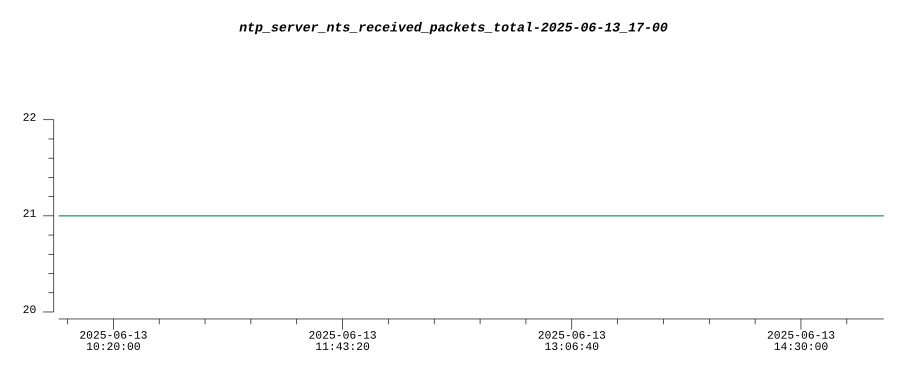 ntp_server_nts_received_packets_total-2025-06-13_17-00
22
21
20
2025-06-13 2025-06-13 2025-06-13 2025-06-13
10:20:00 11:43:20 13:06:40 14:30:00